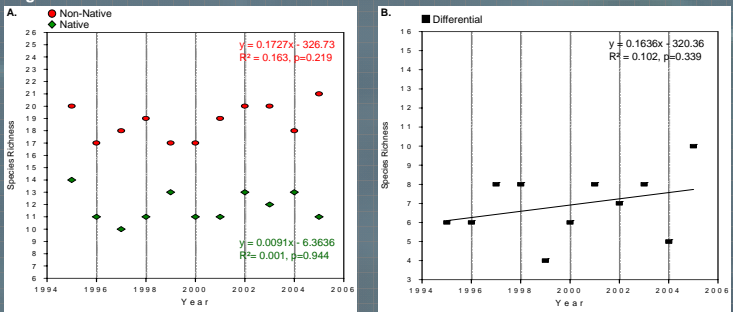 A.
Non-Native
Native
y = 0.1727x - 326.73
R² = 0.163, p=0.219
26
25
24
23
22
21
20
19
18
17
16
15
14
13
12
11
10
9
8
7
6
Species Richness
y = 0.0091x - 6.3636
R²= 0.001, p=0.944
1994 1996 1998 2000 2002 2004 2006
Year
B.
Differential
y = 0.1636x - 320.36
R² = 0.102, p=0.339
16
15
14
13
12
11
10
9
8
7
6
5
4
3
Species Richness
1994 1996 1998 2000 2002 2004 2006
Year